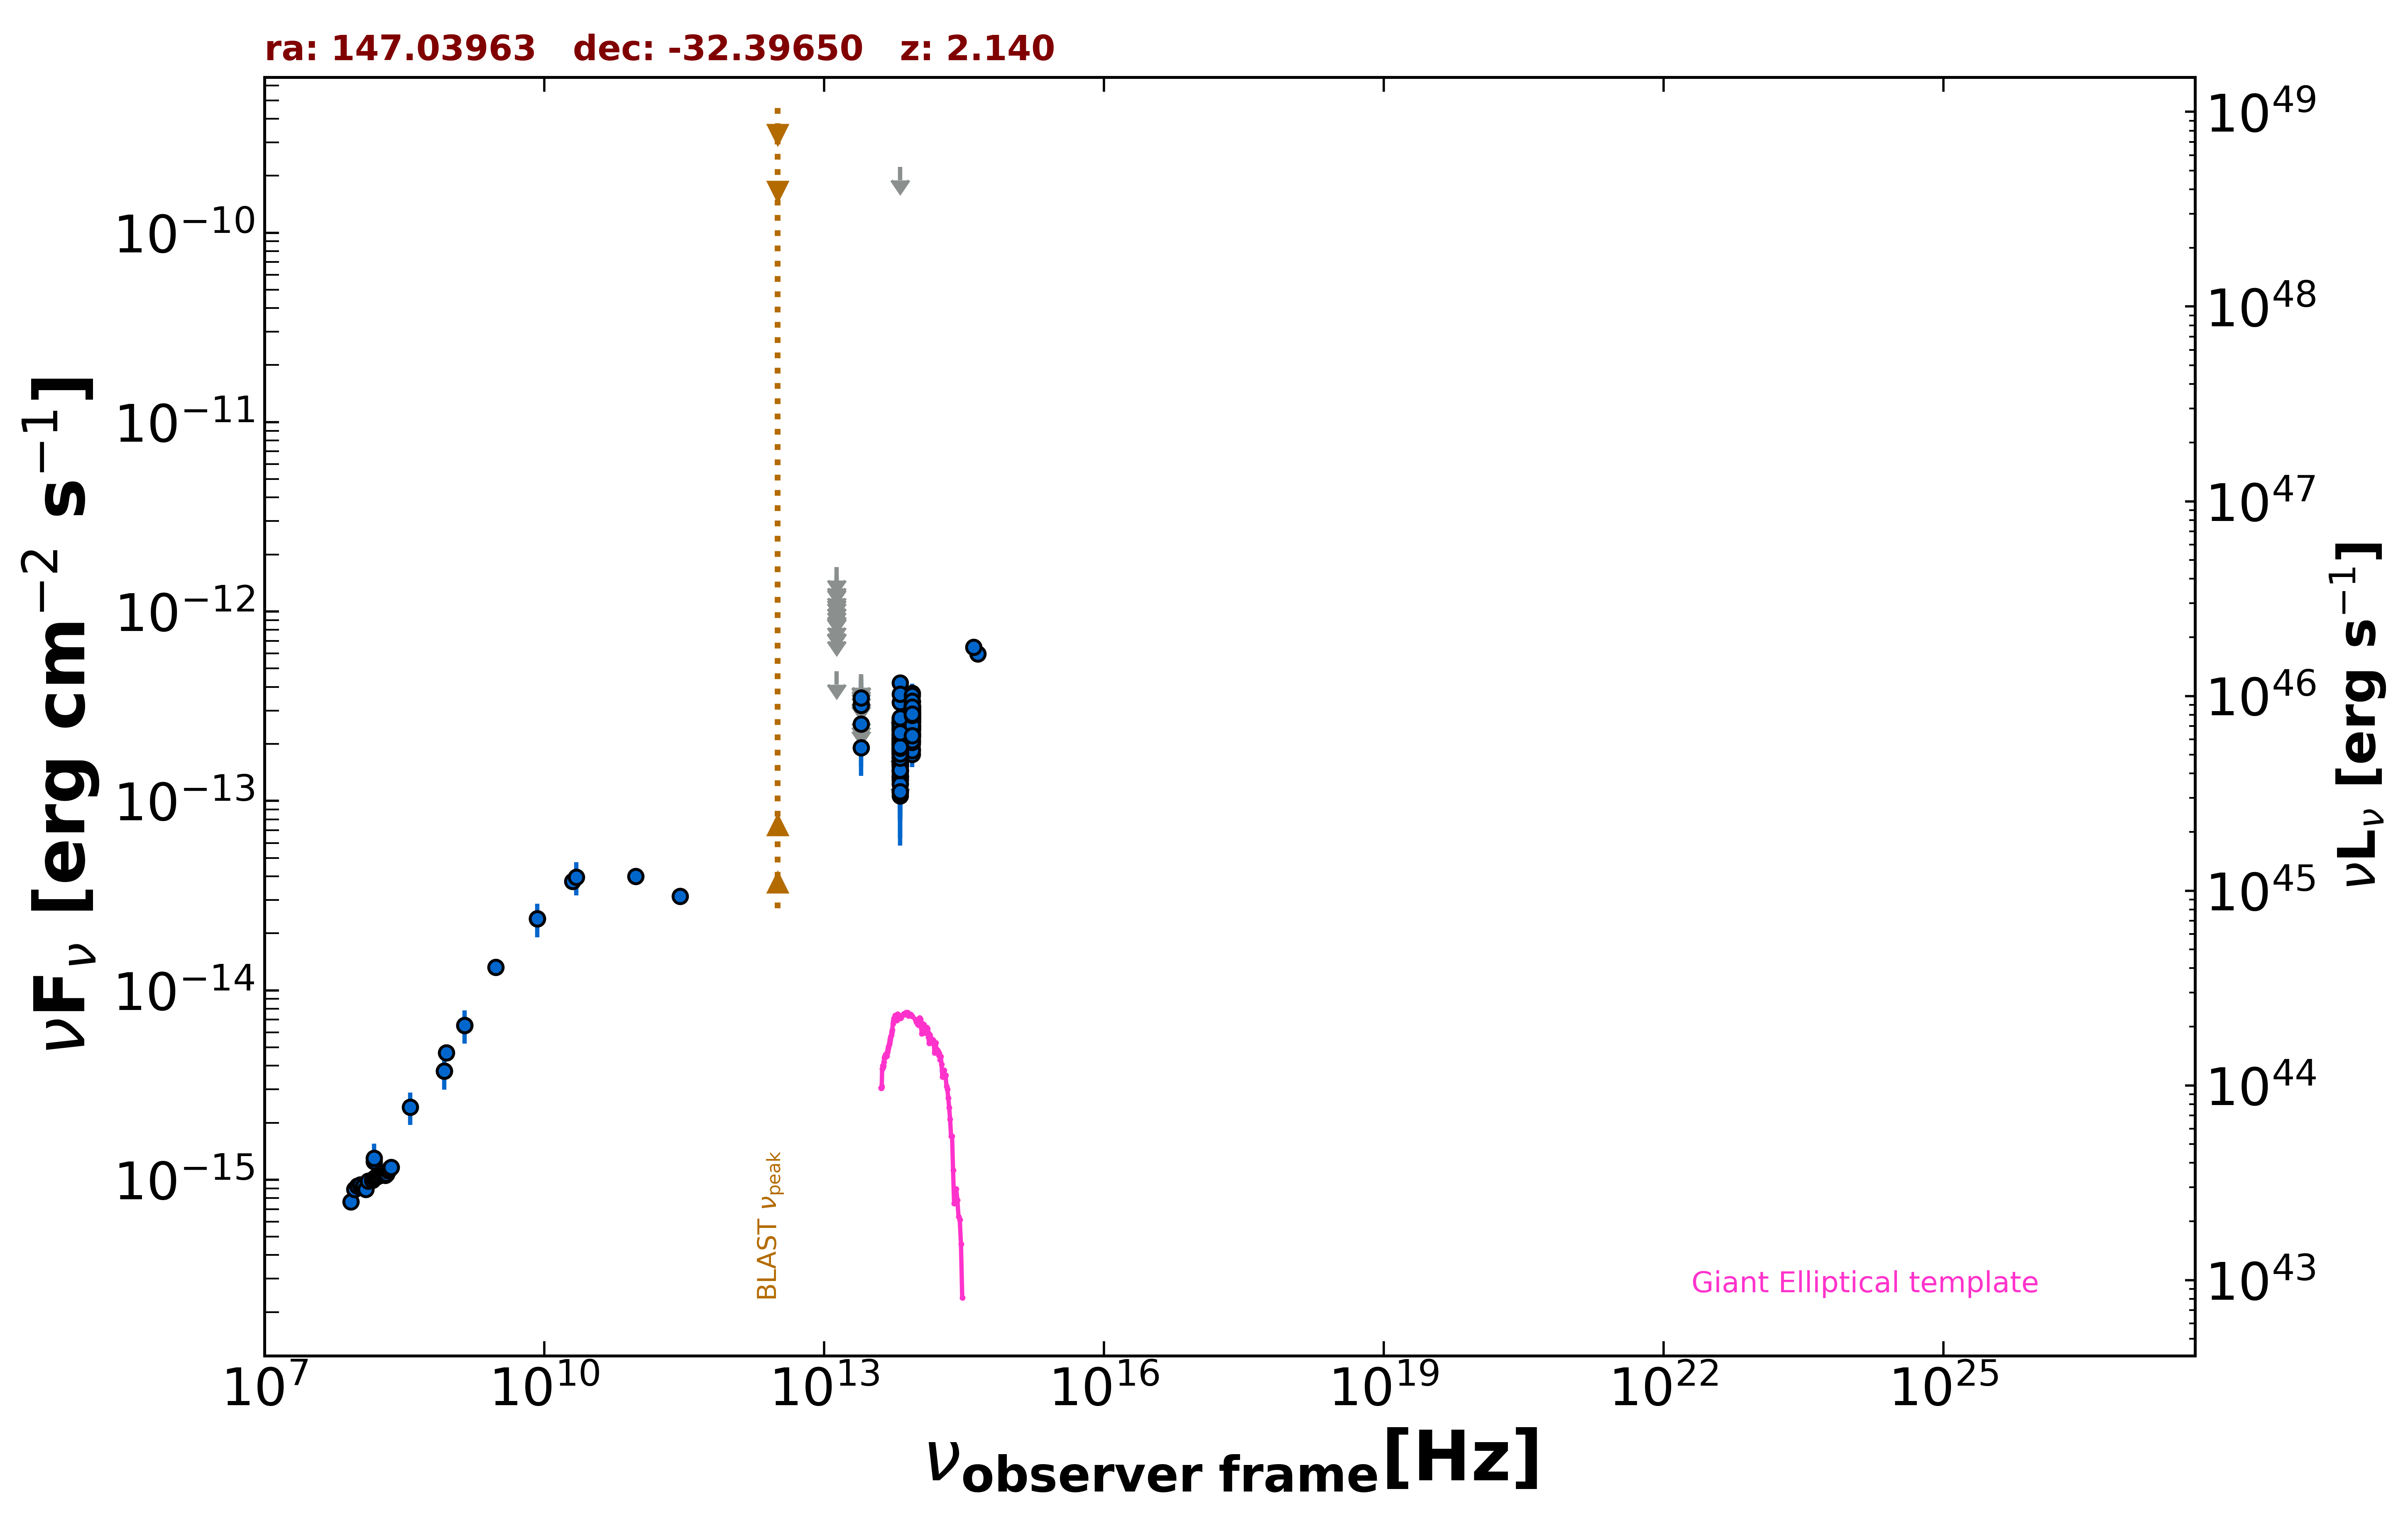 ra: 147.03963 dec: -32.39650 z: 2.140
10^49
10^48
10^47
10^46
10^45
10^44
10^43
νL_ν [erg s^−1]
10^−10
10^−11
10^−12
10^−13
10^−14
10^−15
νF_ν [erg cm^−2 s^−1]
BLAST ν_peak
Giant Elliptical template
10^7 10^10 10^13 10^16 10^19 10^22 10^25
ν_observer frame [Hz]